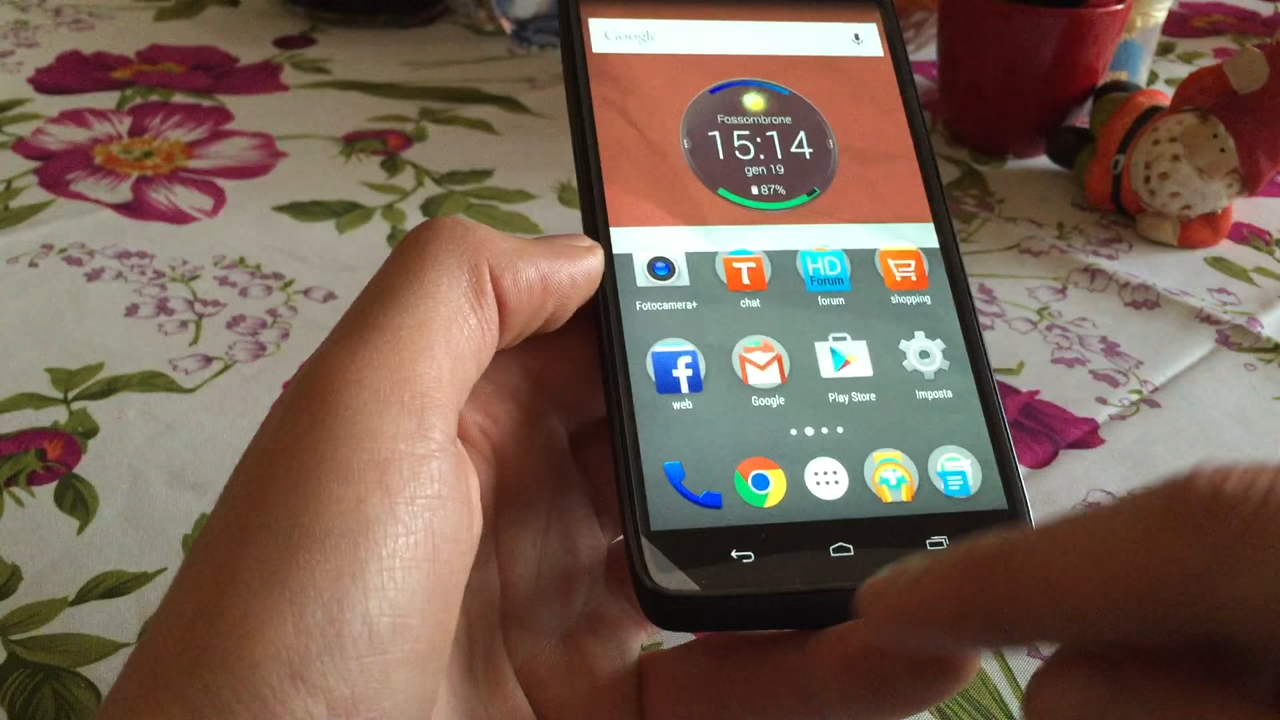 Google
Fossombrone
15:14
gen 19
87%
T
HD
Forum
Fotocamera+
chat
forum
shopping
f
web
Google
Play Store
Imposta